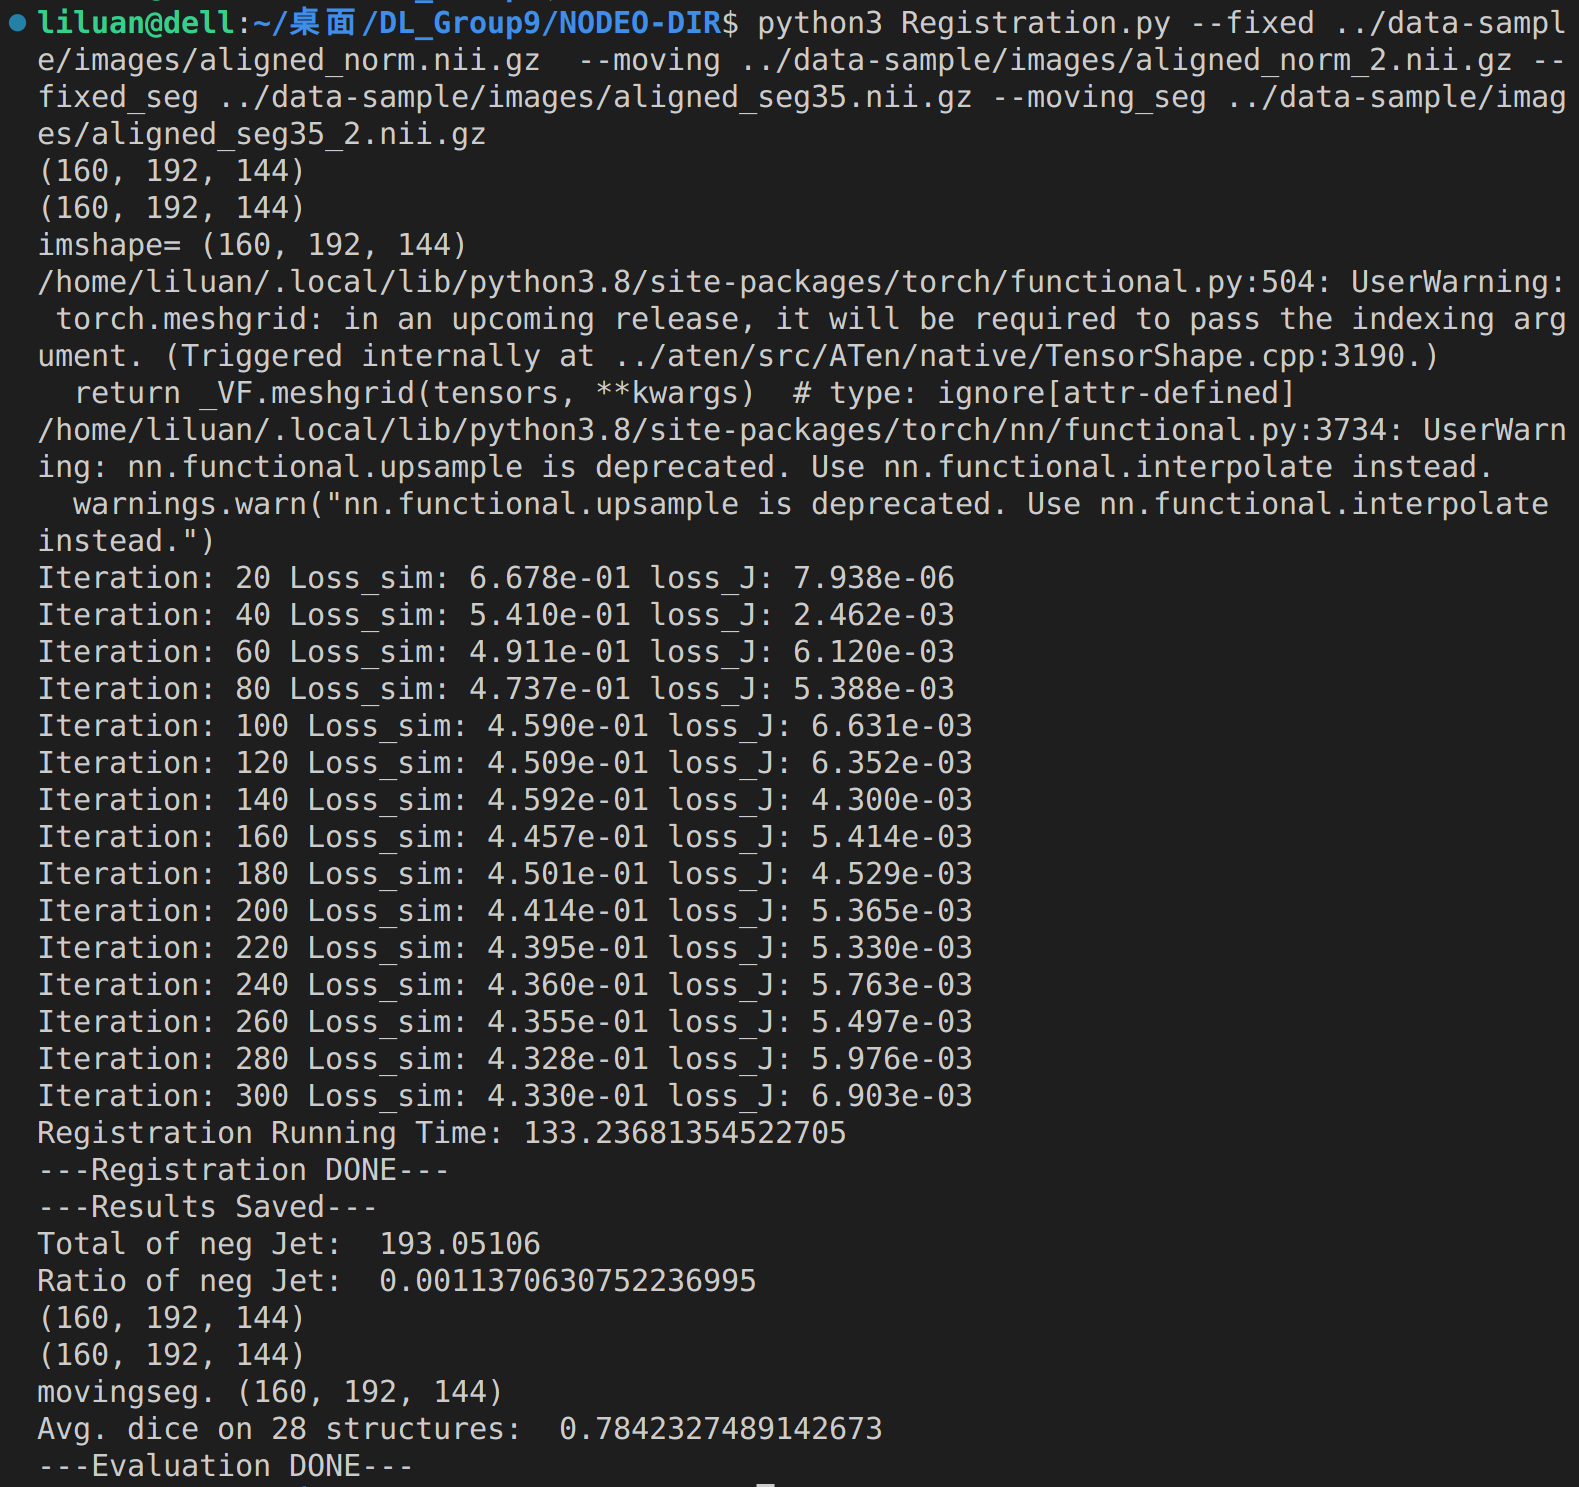 liluan@dell:~/桌面/DL_Group9/NODEO-DIR$ python3 Registration.py --fixed ../data-sampl
e/images/aligned_norm.nii.gz  --moving ../data-sample/images/aligned_norm_2.nii.gz --
fixed_seg ../data-sample/images/aligned_seg35.nii.gz --moving_seg ../data-sample/imag
es/aligned_seg35_2.nii.gz
(160, 192, 144)
(160, 192, 144)
imshape= (160, 192, 144)
/home/liluan/.local/lib/python3.8/site-packages/torch/functional.py:504: UserWarning:
 torch.meshgrid: in an upcoming release, it will be required to pass the indexing arg
ument. (Triggered internally at ../aten/src/ATen/native/TensorShape.cpp:3190.)
  return _VF.meshgrid(tensors, **kwargs)  # type: ignore[attr-defined]
/home/liluan/.local/lib/python3.8/site-packages/torch/nn/functional.py:3734: UserWarn
ing: nn.functional.upsample is deprecated. Use nn.functional.interpolate instead.
  warnings.warn("nn.functional.upsample is deprecated. Use nn.functional.interpolate
instead.")
Iteration: 20 Loss_sim: 6.678e-01 loss_J: 7.938e-06
Iteration: 40 Loss_sim: 5.410e-01 loss_J: 2.462e-03
Iteration: 60 Loss_sim: 4.911e-01 loss_J: 6.120e-03
Iteration: 80 Loss_sim: 4.737e-01 loss_J: 5.388e-03
Iteration: 100 Loss_sim: 4.590e-01 loss_J: 6.631e-03
Iteration: 120 Loss_sim: 4.509e-01 loss_J: 6.352e-03
Iteration: 140 Loss_sim: 4.592e-01 loss_J: 4.300e-03
Iteration: 160 Loss_sim: 4.457e-01 loss_J: 5.414e-03
Iteration: 180 Loss_sim: 4.501e-01 loss_J: 4.529e-03
Iteration: 200 Loss_sim: 4.414e-01 loss_J: 5.365e-03
Iteration: 220 Loss_sim: 4.395e-01 loss_J: 5.330e-03
Iteration: 240 Loss_sim: 4.360e-01 loss_J: 5.763e-03
Iteration: 260 Loss_sim: 4.355e-01 loss_J: 5.497e-03
Iteration: 280 Loss_sim: 4.328e-01 loss_J: 5.976e-03
Iteration: 300 Loss_sim: 4.330e-01 loss_J: 6.903e-03
Registration Running Time: 133.23681354522705
---Registration DONE---
---Results Saved---
Total of neg Jet:  193.05106
Ratio of neg Jet:  0.0011370630752236995
(160, 192, 144)
(160, 192, 144)
movingseg. (160, 192, 144)
Avg. dice on 28 structures:  0.7842327489142673
---Evaluation DONE---